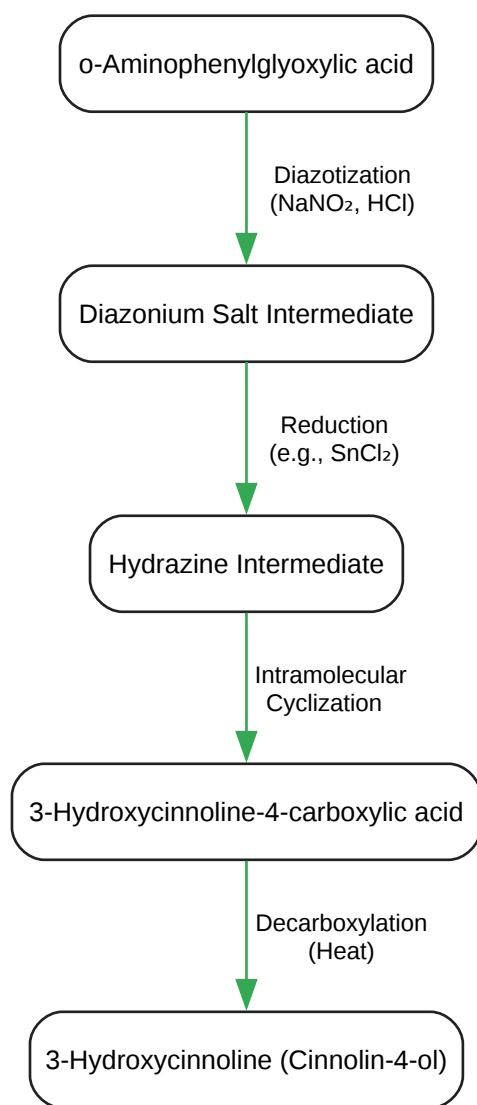 o-Aminophenylglyoxylic acid
Diazotization
(NaNO₂, HCl)
Diazonium Salt Intermediate
Reduction
(e.g., SnCl₂)
Hydrazine Intermediate
Intramolecular
Cyclization
3-Hydroxycinnoline-4-carboxylic acid
Decarboxylation
(Heat)
3-Hydroxycinnoline (Cinnolin-4-ol)